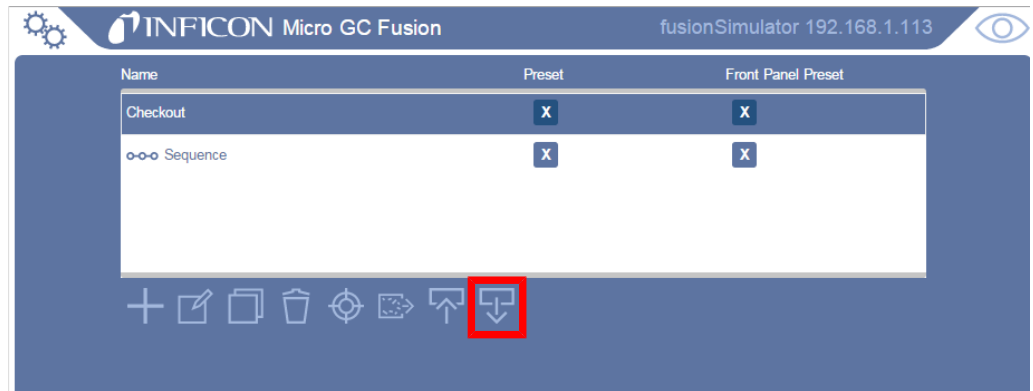 INFICON Micro GC Fusion
fusionSimulator 192.168.1.113
Name Preset Front Panel Preset
Checkout X X
Sequence X X